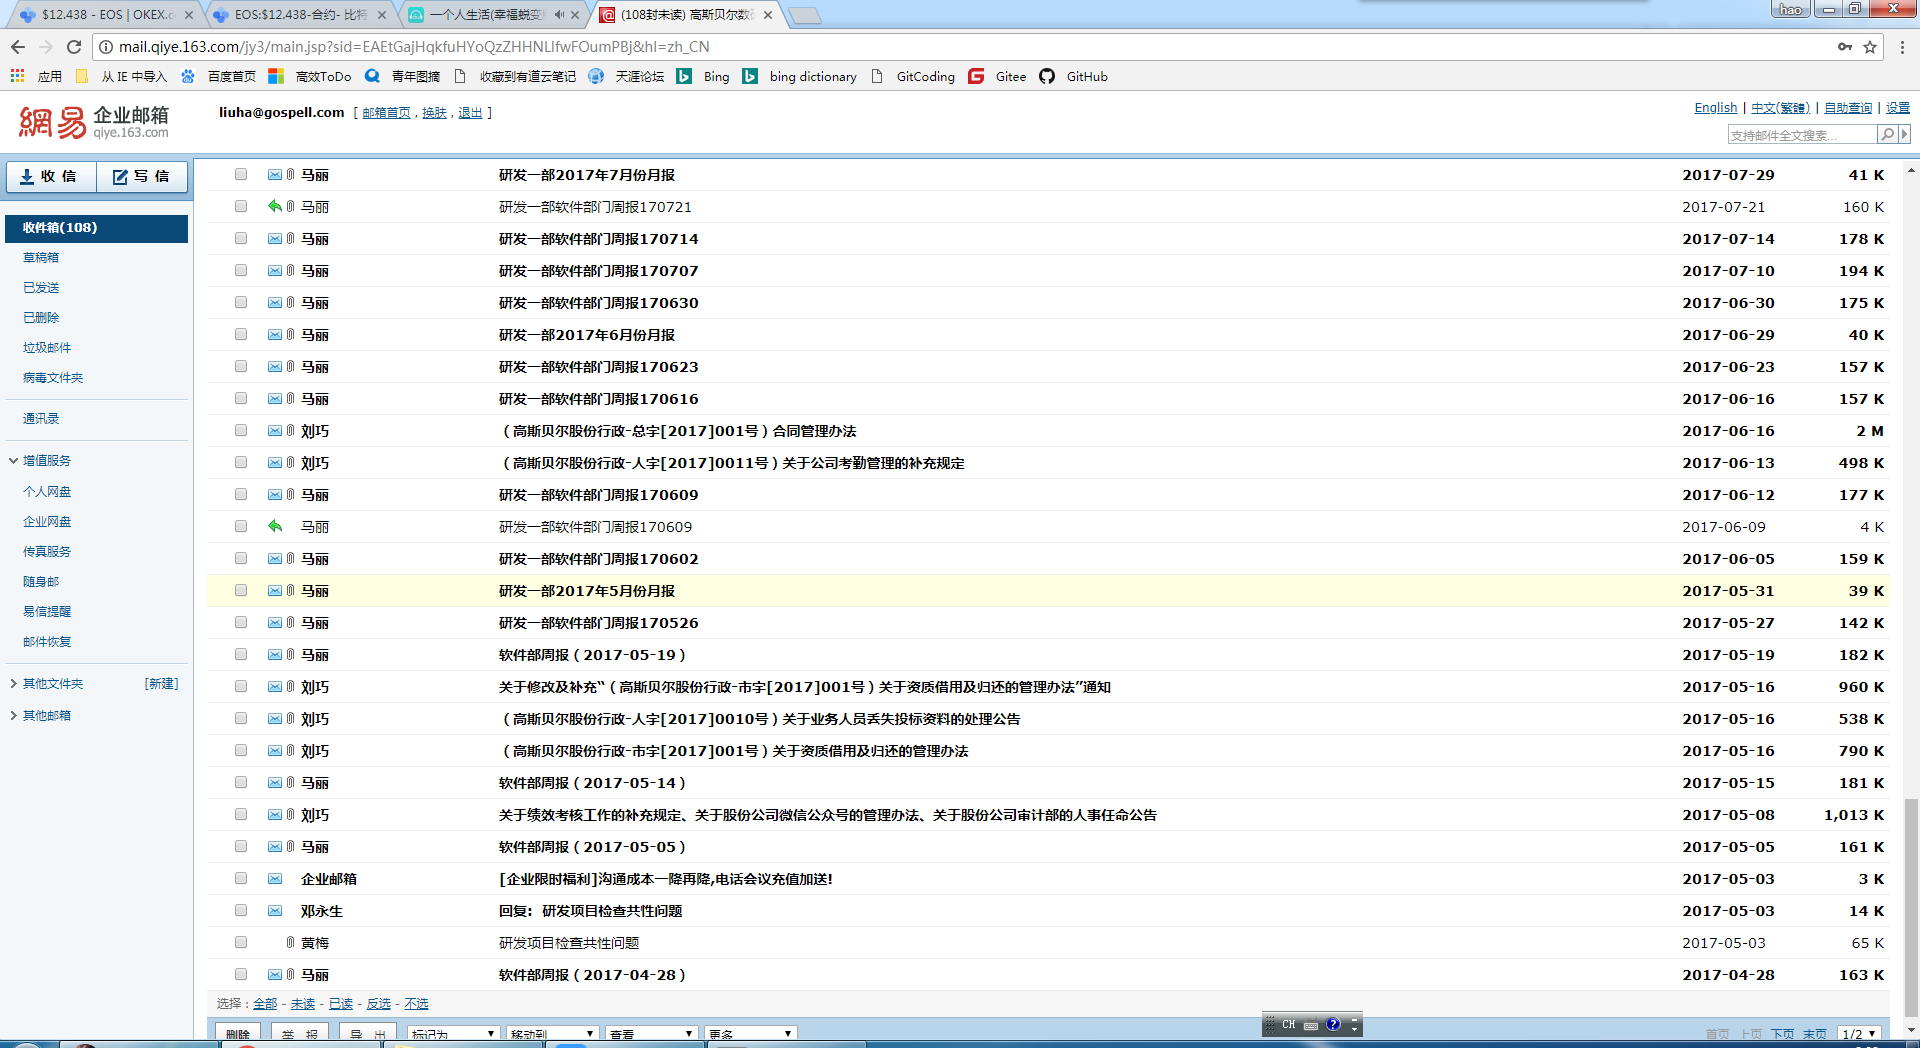 $12.438 - EOS | OKEX.c
EOS:$12.438-合约- 比特
一个人生活(幸福蜕变
(108封未读) 高斯贝尔数码
hao
mail.qiye.163.com/jy3/main.jsp?sid=EAEtGajHqkfuHYoQzZHHNLlfwFOumPBj&hl=zh_CN
应用 从 IE 中导入 百度首页 高效ToDo 青年图摘 收藏到有道云笔记 天涯论坛 Bing bing dictionary GitCoding Gitee GitHub
網易 企业邮箱
qiye.163.com
liuha@gospell.com [ 邮箱首页 , 换肤 , 退出 ]
English | 中文(繁體) | 自助查询 | 设置
支持邮件全文搜索...
收 信 写 信
收件箱(108)
草稿箱
已发送
已删除
垃圾邮件
病毒文件夹
通讯录
增值服务
个人网盘
企业网盘
传真服务
随身邮
易信提醒
邮件恢复
其他文件夹 [新建]
其他邮箱
马丽 研发一部2017年7月份月报 2017-07-29 41 K
马丽 研发一部软件部门周报170721 2017-07-21 160 K
马丽 研发一部软件部门周报170714 2017-07-14 178 K
马丽 研发一部软件部门周报170707 2017-07-10 194 K
马丽 研发一部软件部门周报170630 2017-06-30 175 K
马丽 研发一部2017年6月份月报 2017-06-29 40 K
马丽 研发一部软件部门周报170623 2017-06-23 157 K
马丽 研发一部软件部门周报170616 2017-06-16 157 K
刘巧 （高斯贝尔股份行政-总字[2017]001号）合同管理办法 2017-06-16 2 M
刘巧 （高斯贝尔股份行政-人字[2017]0011号）关于公司考勤管理的补充规定 2017-06-13 498 K
马丽 研发一部软件部门周报170609 2017-06-12 177 K
马丽 研发一部软件部门周报170609 2017-06-09 4 K
马丽 研发一部软件部门周报170602 2017-06-05 159 K
马丽 研发一部2017年5月份月报 2017-05-31 39 K
马丽 研发一部软件部门周报170526 2017-05-27 142 K
马丽 软件部周报（2017-05-19） 2017-05-19 182 K
刘巧 关于修改及补充“（高斯贝尔股份行政-市字[2017]001号）关于资质借用及归还的管理办法”通知 2017-05-16 960 K
刘巧 （高斯贝尔股份行政-人字[2017]0010号）关于业务人员丢失投标资料的处理公告 2017-05-16 538 K
刘巧 （高斯贝尔股份行政-市字[2017]001号）关于资质借用及归还的管理办法 2017-05-16 790 K
马丽 软件部周报（2017-05-14） 2017-05-15 181 K
刘巧 关于绩效考核工作的补充规定、关于股份公司微信公众号的管理办法、关于股份公司审计部的人事任命公告 2017-05-08 1,013 K
马丽 软件部周报（2017-05-05） 2017-05-05 161 K
企业邮箱 [企业限时福利]沟通成本一降再降,电话会议充值加送! 2017-05-03 3 K
邓永生 回复：研发项目检查共性问题 2017-05-03 14 K
黄梅 研发项目检查共性问题 2017-05-03 65 K
马丽 软件部周报（2017-04-28） 2017-04-28 163 K
选择：全部 - 未读 - 已读 - 反选 - 不选
删除 举 报 导 出 标记为 移动到 查看 更多
CH
首页 上页 下页 末页 1/2